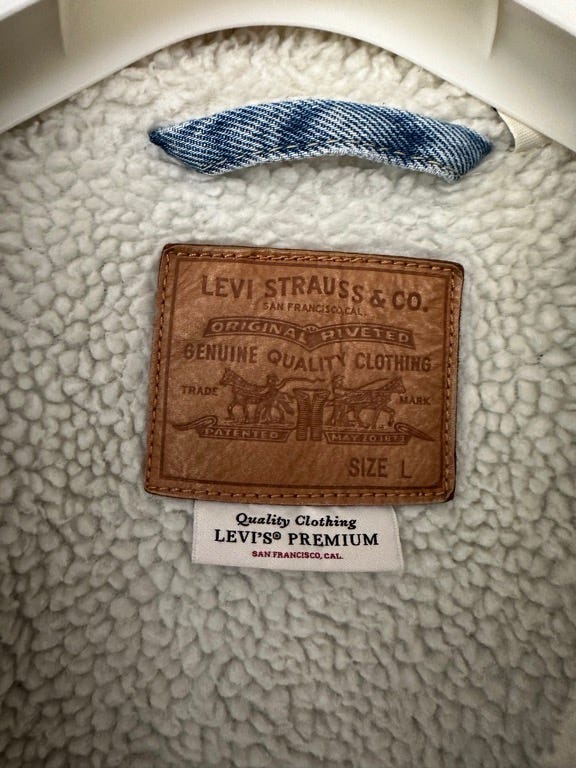 LEVI STRAUSS & CO.
SAN FRANCISCO, CAL.
ORIGINAL RIVETED
GENUINE QUALITY CLOTHING
TRADE MARK
PATENTED MAY 20 1873
SIZE L
Quality Clothing
LEVI'S® PREMIUM
SAN FRANCISCO, CAL.